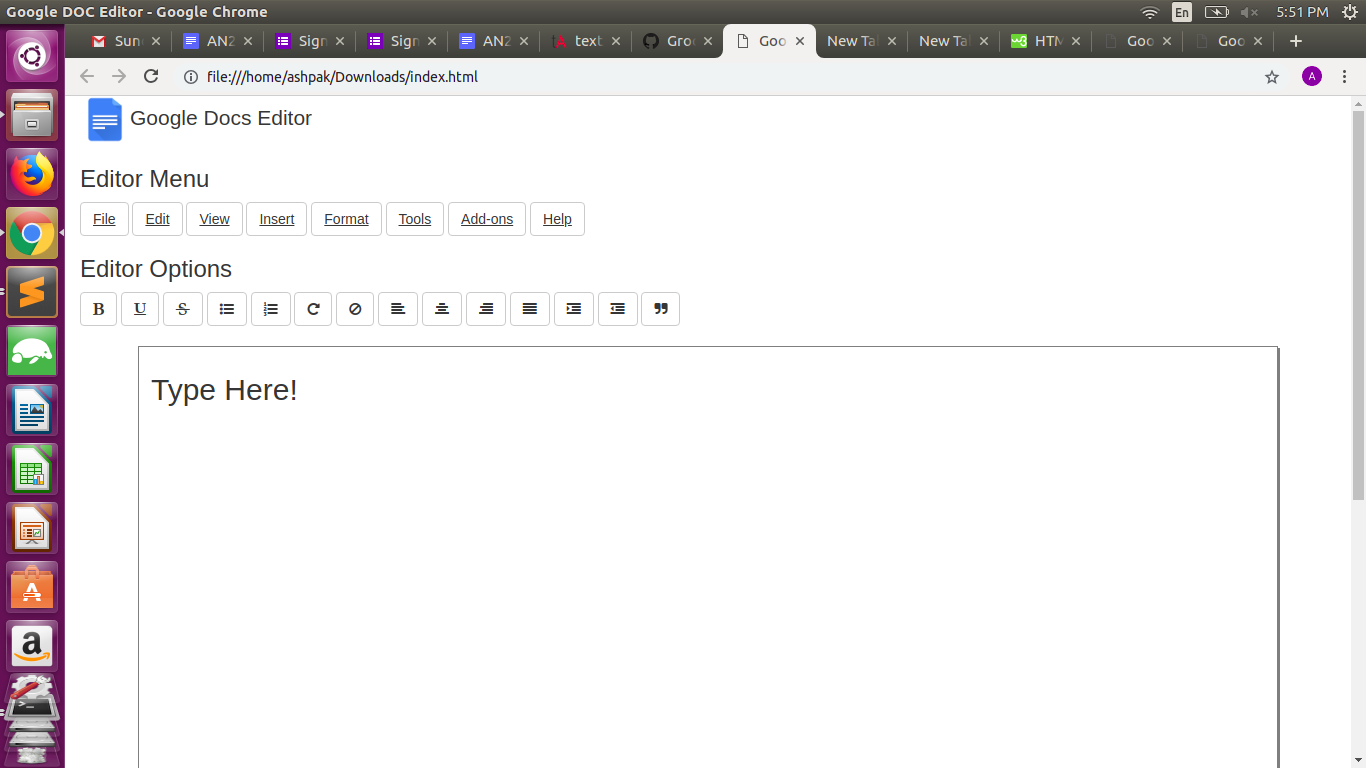 Google DOC Editor - Google Chrome
En
5:51 PM
Sun
AN2
Sign
Sign
AN2
text
Gro
Goo
New Ta
New Ta
HTM
Goo
Goo
file:///home/ashpak/Downloads/index.html
A
Google Docs Editor
Editor Menu
File Edit View Insert Format Tools Add-ons Help
Editor Options
B U S
Type Here!